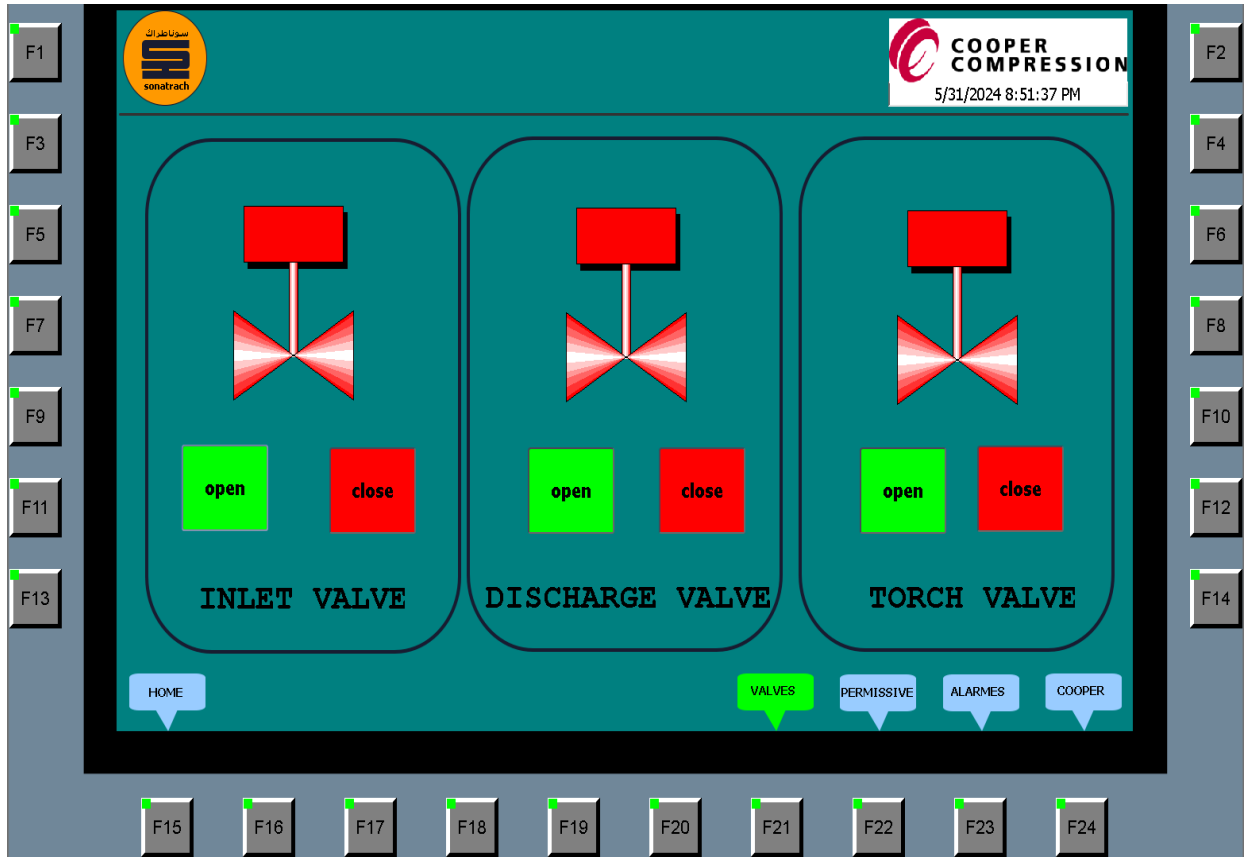 F1
سوناطراك
sonatrach
COOPER
COMPRESSION
5/31/2024 8:51:37 PM
F2
F3
F4
F5
F6
F7
F8
F9
F10
open
close
open
close
open
close
F11
F12
INLET VALVE
DISCHARGE VALVE
TORCH VALVE
F13
F14
HOME
VALVES
PERMISSIVE
ALARMES
COOPER
F15
F16
F17
F18
F19
F20
F21
F22
F23
F24